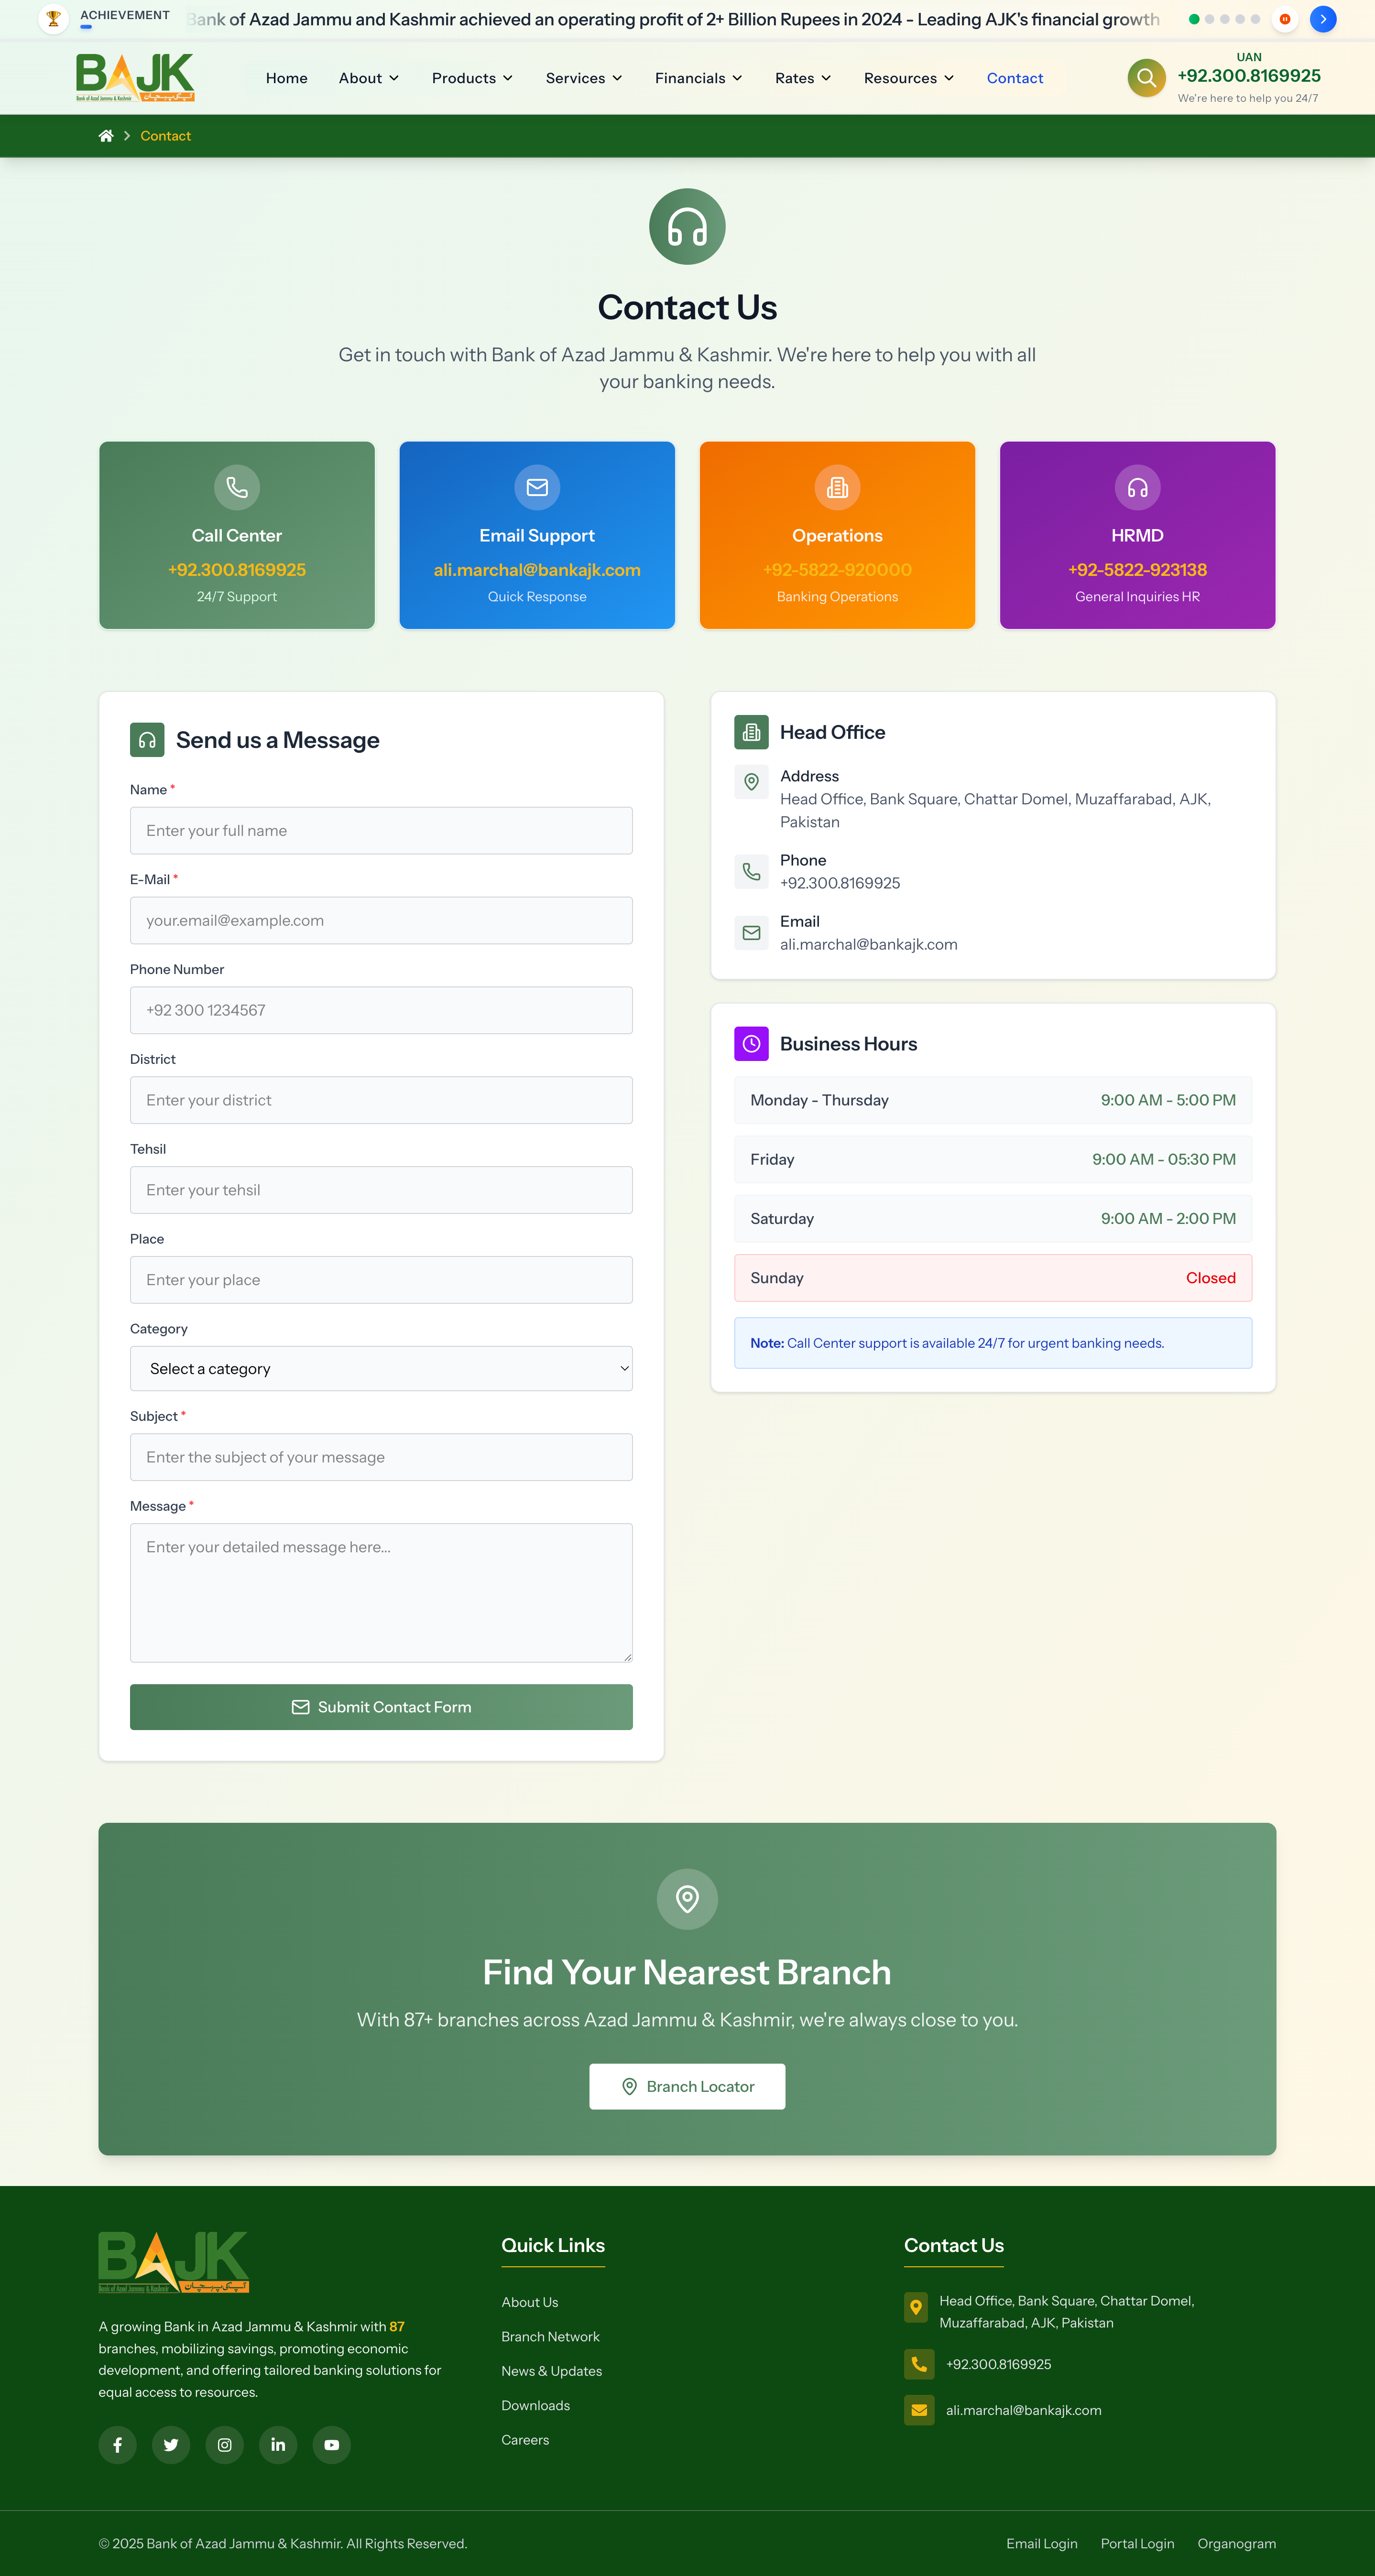 ACHIEVEMENT
Bank of Azad Jammu and Kashmir achieved an operating profit of 2+ Billion Rupees in 2024 - Leading AJK's financial growth
BAJK
Bank of Azad Jammu & Kashmir
Home About Products Services Financials Rates Resources Contact
UAN
+92.300.8169925
We're here to help you 24/7
Contact
Contact Us
Get in touch with Bank of Azad Jammu & Kashmir. We're here to help you with all
your banking needs.
Call Center
+92.300.8169925
24/7 Support
Email Support
ali.marchal@bankajk.com
Quick Response
Operations
+92-5822-920000
Banking Operations
HRMD
+92-5822-923138
General Inquiries HR
Send us a Message
Name *
Enter your full name
E-Mail *
your.email@example.com
Phone Number
+92 300 1234567
District
Enter your district
Tehsil
Enter your tehsil
Place
Enter your place
Category
Select a category
Subject *
Enter the subject of your message
Message *
Enter your detailed message here...
Submit Contact Form
Head Office
Address
Head Office, Bank Square, Chattar Domel, Muzaffarabad, AJK,
Pakistan
Phone
+92.300.8169925
Email
ali.marchal@bankajk.com
Business Hours
Monday - Thursday 9:00 AM - 5:00 PM
Friday 9:00 AM - 05:30 PM
Saturday 9:00 AM - 2:00 PM
Sunday Closed
Note: Call Center support is available 24/7 for urgent banking needs.
Find Your Nearest Branch
With 87+ branches across Azad Jammu & Kashmir, we're always close to you.
Branch Locator
BAJK
Bank of Azad Jammu & Kashmir
A growing Bank in Azad Jammu & Kashmir with 87
branches, mobilizing savings, promoting economic
development, and offering tailored banking solutions for
equal access to resources.
Quick Links
About Us
Branch Network
News & Updates
Downloads
Careers
Contact Us
Head Office, Bank Square, Chattar Domel,
Muzaffarabad, AJK, Pakistan
+92.300.8169925
ali.marchal@bankajk.com
© 2025 Bank of Azad Jammu & Kashmir. All Rights Reserved.
Email Login Portal Login Organogram